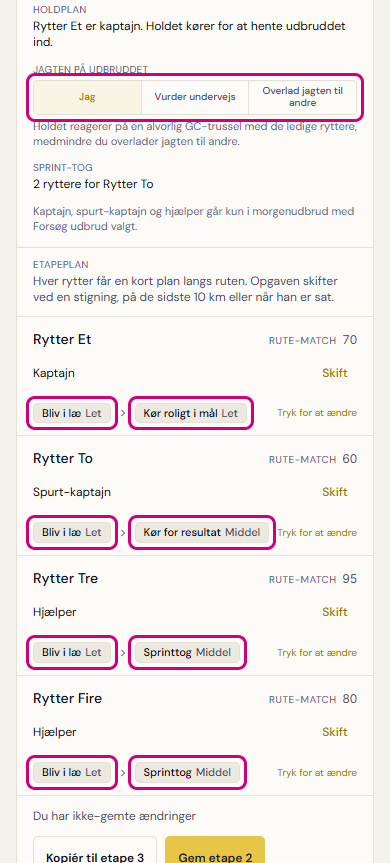 HOLDPLAN
Rytter Et er kaptajn. Holdet kører for at hente udbruddet
ind.
JAGTEN PÅ UDBRUDDET
Jag
Vurder undervejs
Overlad jagten til
andre
Holdet reagerer på en alvorlig GC-trussel med de ledige ryttere,
medmindre du overlader jagten til andre.
SPRINT-TOG
2 ryttere for Rytter To
Kaptajn, spurt-kaptajn og hjælper går kun i morgenudbrud med
Forsøg udbrud valgt.
ETAPEPLAN
Hver rytter får en kort plan langs ruten. Opgaven skifter
ved en stigning, på de sidste 10 km eller når han er sat.
Rytter Et RUTE-MATCH 70
Kaptajn Skift
Bliv i læ Let > Kør roligt i mål Let Tryk for at ændre
Rytter To RUTE-MATCH 60
Spurt-kaptajn Skift
Bliv i læ Let > Kør for resultat Middel Tryk for at ændre
Rytter Tre RUTE-MATCH 95
Hjælper Skift
Bliv i læ Let > Sprinttog Middel Tryk for at ændre
Rytter Fire RUTE-MATCH 80
Hjælper Skift
Bliv i læ Let > Sprinttog Middel Tryk for at ændre
Du har ikke-gemte ændringer
Kopiér til etape 3 Gem etape 2